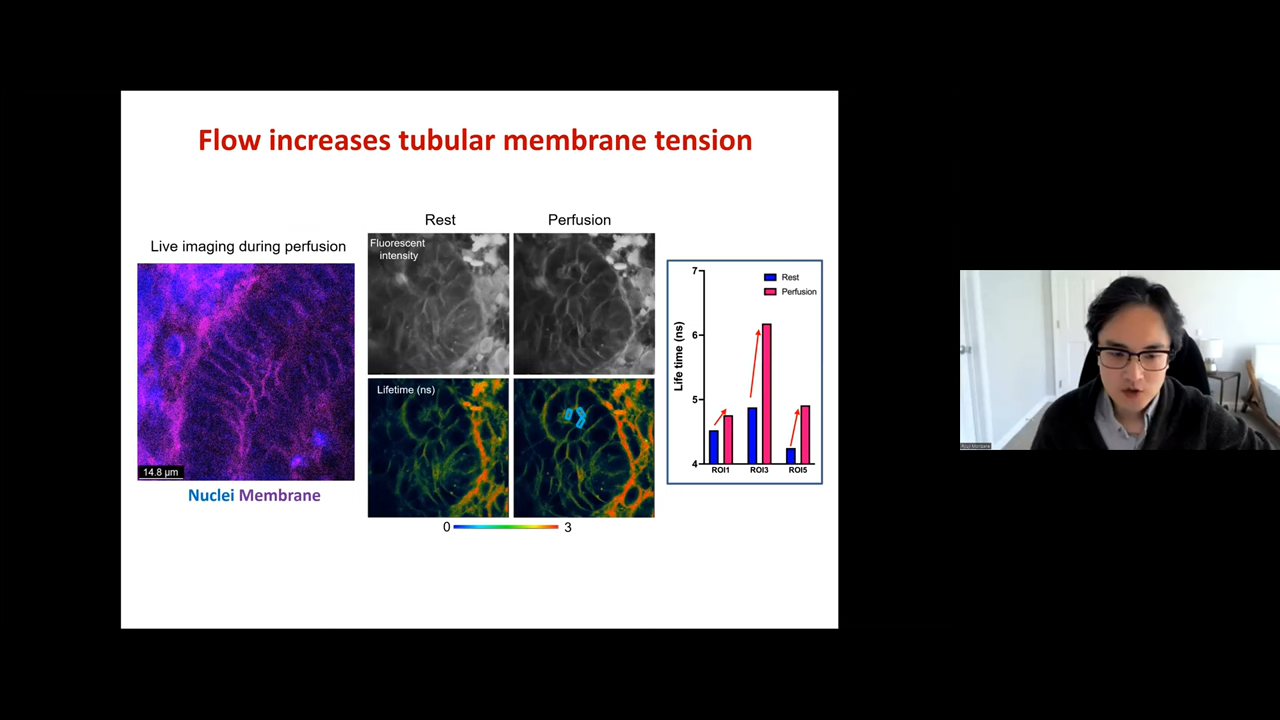 Flow increases tubular membrane tension
Rest
Perfusion
Live imaging during perfusion
Fluorescent
intensity
14.8 µm
Nuclei Membrane
Lifetime (ns)
0
3
Life time (ns)
7
6
5
4
Rest
Perfusion
ROI1
ROI3
ROI5